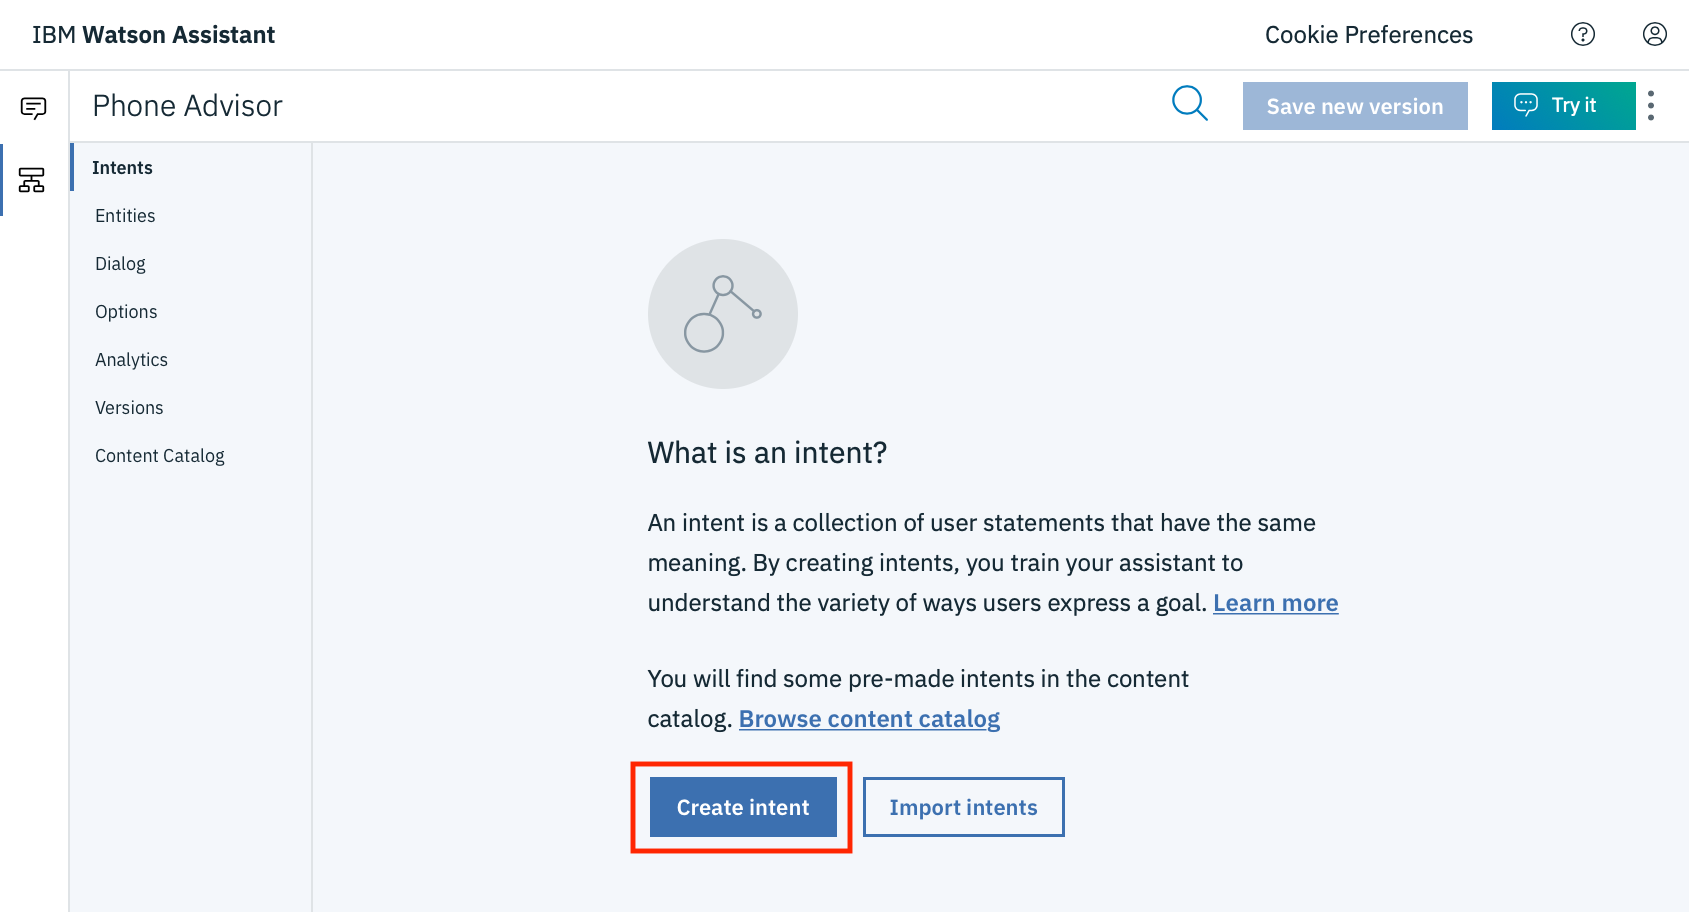 IBM Watson Assistant
Cookie Preferences
Phone Advisor
Save new version
Try it
Intents
Entities
Dialog
Options
Analytics
Versions
Content Catalog
What is an intent?
An intent is a collection of user statements that have the same
meaning. By creating intents, you train your assistant to
understand the variety of ways users express a goal. Learn more
You will find some pre-made intents in the content
catalog. Browse content catalog
Create intent
Import intents